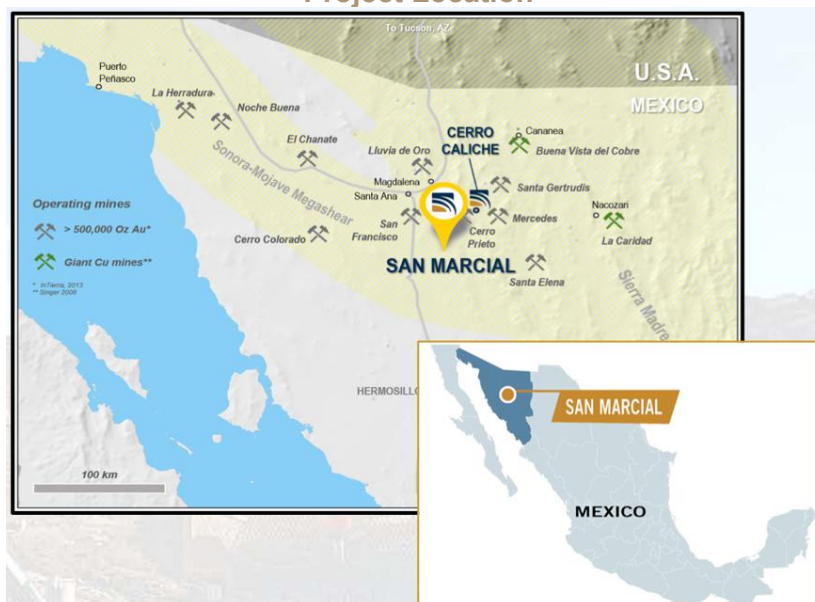 Project Location
To Tucson, AZ
U.S.A.
MEXICO
Puerto
Peñasco
La Herradura
Noche Buena
El Chanate
Lluvia de Oro
CERRO
CALICHE
Cananea
Buena Vista del Cobre
Magdalena
Santa Ana
Santa Gertrudis
Sonora-Mojave Megashear
San
Francisco
Cerro
Prieto
Mercedes
Nacozari
La Caridad
Cerro Colorado
SAN MARCIAL
Santa Elena
Sierra Madre
Operating mines
> 500,000 Oz Au*
Giant Cu mines**
* InTierra, 2013
** Singer 2008
HERMOSILLO
100 km
SAN MARCIAL
MEXICO